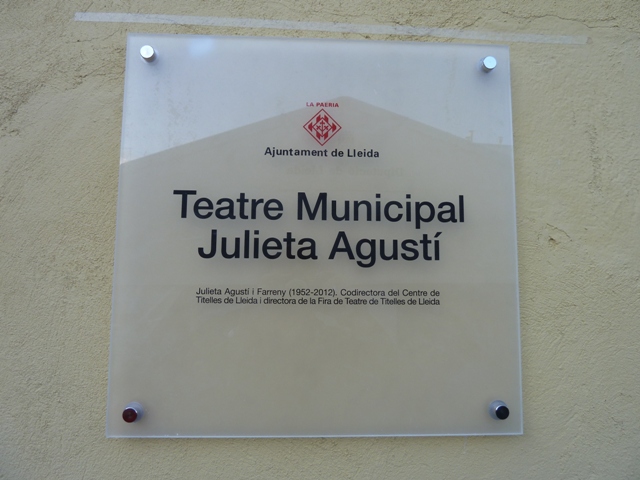 LA PAERIA
Ajuntament de Lleida
Teatre Municipal
Julieta Agustí
Julieta Agustí i Farreny (1952-2012). Codirectora del Centre de
Titelles de Lleida i directora de la Fira de Teatre de Titelles de Lleida